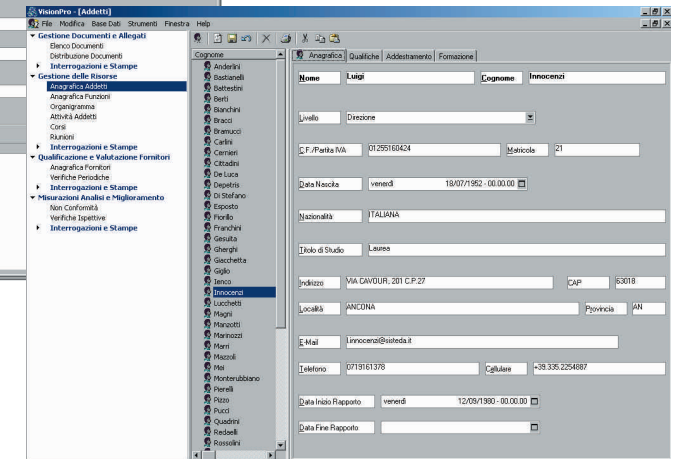 VisionPro - [Addetti]
File Modifica Base Dati Strumenti Finestra Help
Gestione Documenti e Allegati
Elenco Documenti
Distribuzione Documenti
Interrogazioni e Stampe
Gestione delle Risorse
Anagrafica Addetti
Anagrafica Funzioni
Organigramma
Attività Addetti
Corsi
Riunioni
Interrogazioni e Stampe
Qualificazione e Valutazione Fornitori
Anagrafica Fornitori
Verifiche Periodiche
Interrogazioni e Stampe
Misurazioni Analisi e Miglioramento
Non Conformità
Verifiche Ispettive
Interrogazioni e Stampe
Cognome
Anderlini
Bastianelli
Battestini
Berti
Bianchini
Bracci
Bramucci
Carlini
Cernieri
Cittadini
De Luca
Depetris
Di Stefano
Esposto
Fiorillo
Franchini
Gesuita
Gherghi
Giacchetta
Giglio
Ienco
Innocenzi
Lucchetti
Magni
Manzotti
Marinozzi
Marri
Mazzoli
Mei
Monterubbiano
Pierelli
Pizzo
Pucci
Quadrini
Redaelli
Rossolini
Anagrafica Qualifiche Addestramento Formazione
Nome Luigi Cognome Innocenzi
Livello Direzione
C.F./Partita IVA 01255160424 Matricola 21
Data Nascita venerdì 18/07/1952 - 00.00.00
Nazionalità ITALIANA
Titolo di Studio Laurea
Indirizzo VIA CAVOUR, 201 C.P.27 CAP 63018
Località ANCONA Provincia AN
E-Mail l.innocenzi@sisteda.it
Telefono 0719161378 Cellulare +39.335.2254887
Data Inizio Rapporto venerdì 12/09/1980 - 00.00.00
Data Fine Rapporto